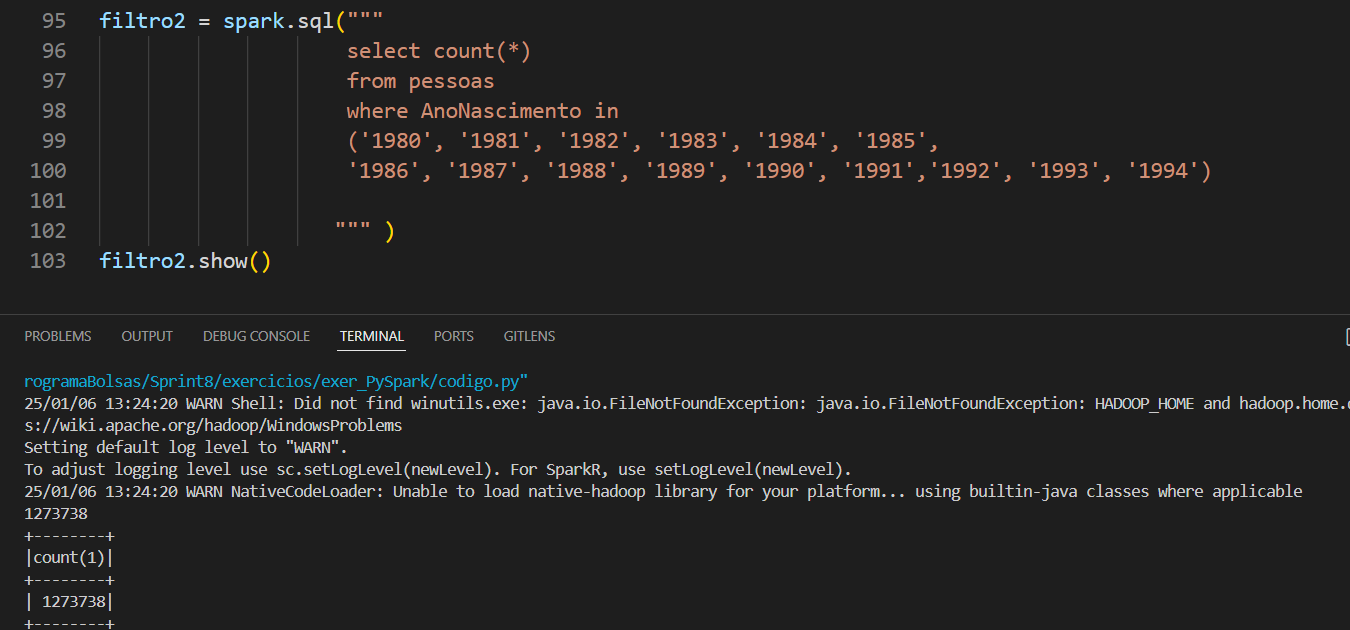 95 filtro2 = spark.sql("""
96 select count(*)
97 from pessoas
98 where AnoNascimento in
99 ('1980', '1981', '1982', '1983', '1984', '1985',
100 '1986', '1987', '1988', '1989', '1990', '1991','1992', '1993', '1994')
101
102 """ )
103 filtro2.show()
PROBLEMS OUTPUT DEBUG CONSOLE TERMINAL PORTS GITLENS
rogramaBolsas/Sprint8/exercicios/exer_PySpark/codigo.py"
25/01/06 13:24:20 WARN Shell: Did not find winutils.exe: java.io.FileNotFoundException: java.io.FileNotFoundException: HADOOP_HOME and hadoop.home.
s://wiki.apache.org/hadoop/WindowsProblems
Setting default log level to "WARN".
To adjust logging level use sc.setLogLevel(newLevel). For SparkR, use setLogLevel(newLevel).
25/01/06 13:24:20 WARN NativeCodeLoader: Unable to load native-hadoop library for your platform... using builtin-java classes where applicable
1273738
+--------+
|count(1)|
+--------+
| 1273738|
+--------+